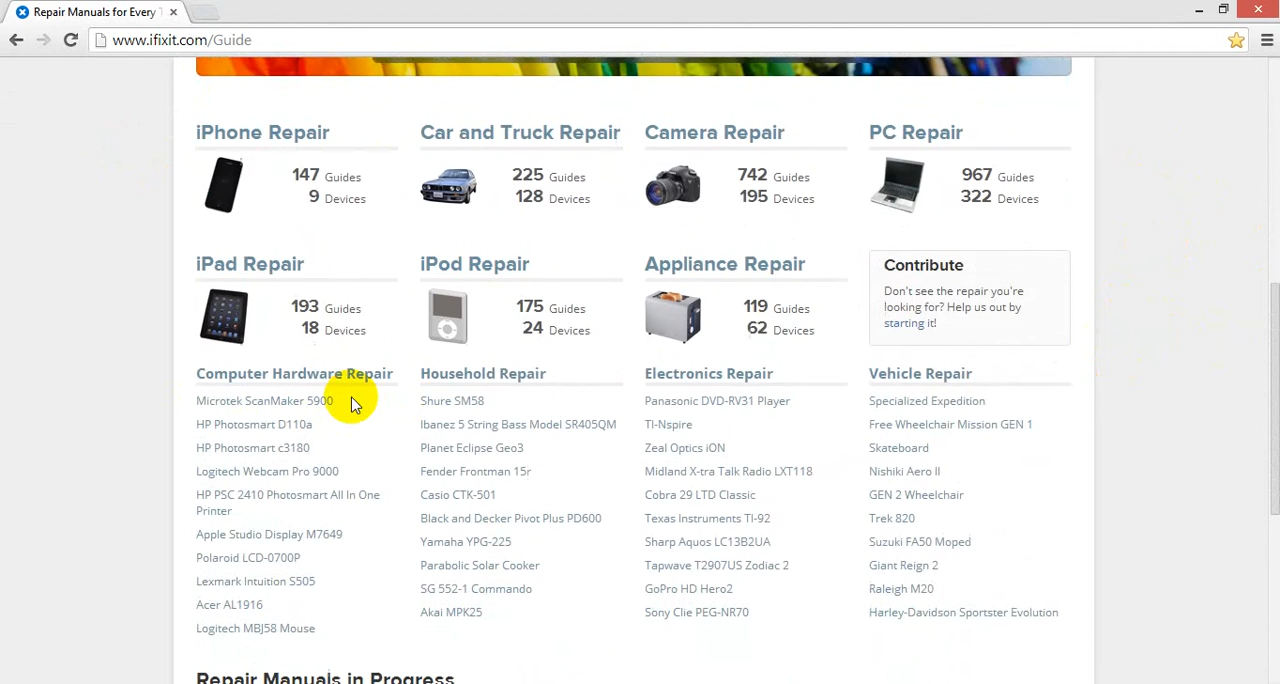 Repair Manuals for Every
www.ifixit.com/Guide
iPhone Repair
147 Guides
9 Devices
Car and Truck Repair
225 Guides
128 Devices
Camera Repair
742 Guides
195 Devices
PC Repair
967 Guides
322 Devices
iPad Repair
193 Guides
18 Devices
iPod Repair
175 Guides
24 Devices
Appliance Repair
119 Guides
62 Devices
Contribute
Don't see the repair you're
looking for? Help us out by
starting it!
Computer Hardware Repair
Microtek ScanMaker 5900
HP Photosmart D110a
HP Photosmart c3180
Logitech Webcam Pro 9000
HP PSC 2410 Photosmart All In One
Printer
Apple Studio Display M7649
Polaroid LCD-0700P
Lexmark Intuition S505
Acer AL1916
Logitech MBJ58 Mouse
Household Repair
Shure SM58
Ibanez 5 String Bass Model SR405QM
Planet Eclipse Geo3
Fender Frontman 15r
Casio CTK-501
Black and Decker Pivot Plus PD600
Yamaha YPG-225
Parabolic Solar Cooker
SG 552-1 Commando
Akai MPK25
Electronics Repair
Panasonic DVD-RV31 Player
TI-Nspire
Zeal Optics iON
Midland X-tra Talk Radio LXT118
Cobra 29 LTD Classic
Texas Instruments TI-92
Sharp Aquos LC13B2UA
Tapwave T2907US Zodiac 2
GoPro HD Hero2
Sony Clie PEG-NR70
Vehicle Repair
Specialized Expedition
Free Wheelchair Mission GEN 1
Skateboard
Nishiki Aero II
GEN 2 Wheelchair
Trek 820
Suzuki FA50 Moped
Giant Reign 2
Raleigh M20
Harley-Davidson Sportster Evolution
Repair Manuals in Progress